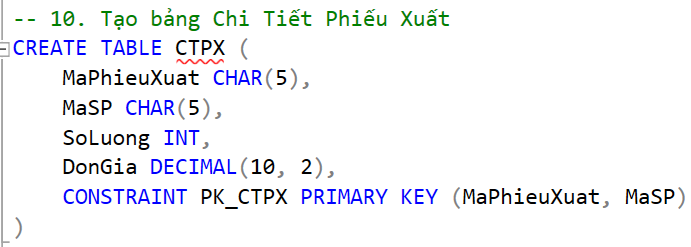 -- 10. Tạo bảng Chi Tiết Phiếu Xuất
CREATE TABLE CTPX (
    MaPhieuXuat CHAR(5),
    MaSP CHAR(5),
    SoLuong INT,
    DonGia DECIMAL(10, 2),
    CONSTRAINT PK_CTPX PRIMARY KEY (MaPhieuXuat, MaSP)
)